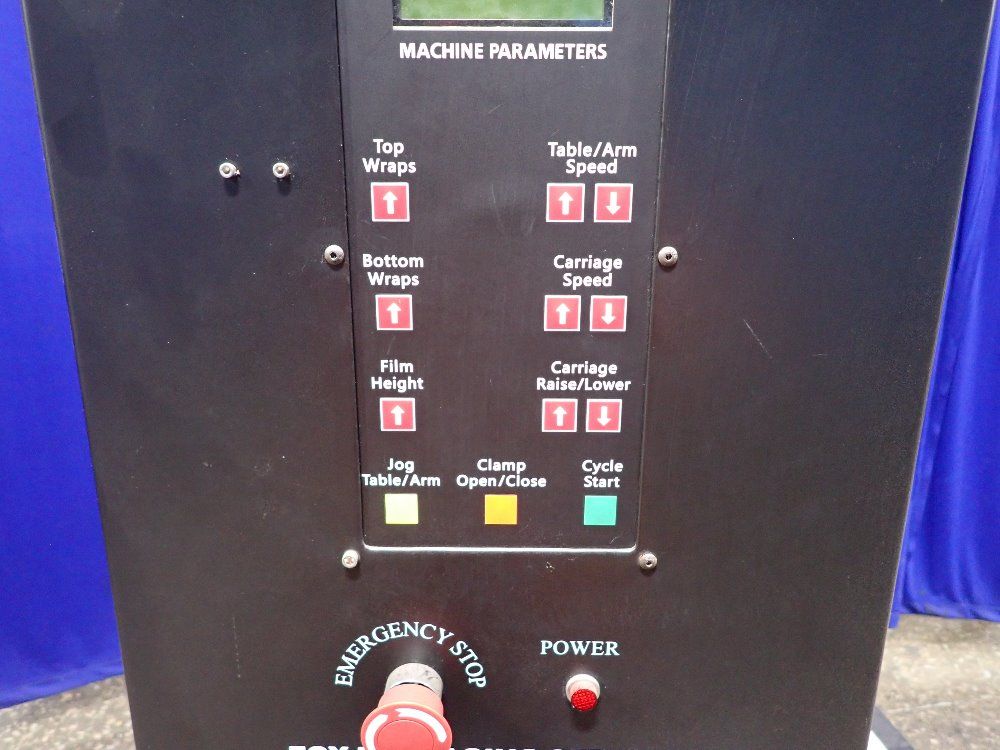 MACHINE PARAMETERS
Top
Wraps
Table/Arm
Speed
Bottom
Wraps
Carriage
Speed
Film
Height
Carriage
Raise/Lower
Jog
Table/Arm
Clamp
Open/Close
Cycle
Start
EMERGENCY STOP
POWER